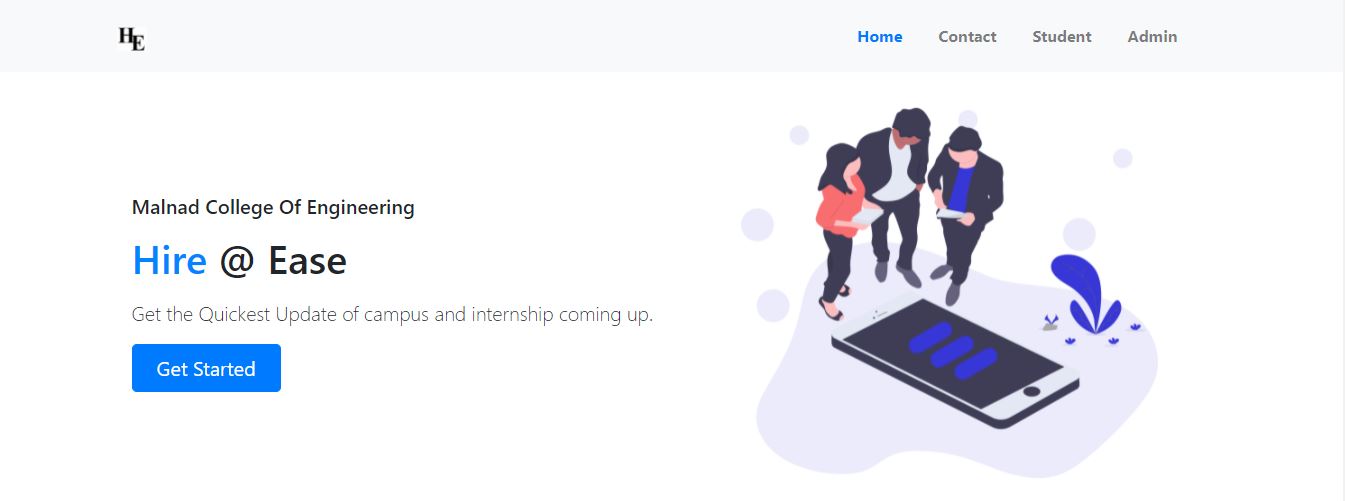 HE
Home Contact Student Admin
Malnad College Of Engineering
Hire @ Ease
Get the Quickest Update of campus and internship coming up.
Get Started